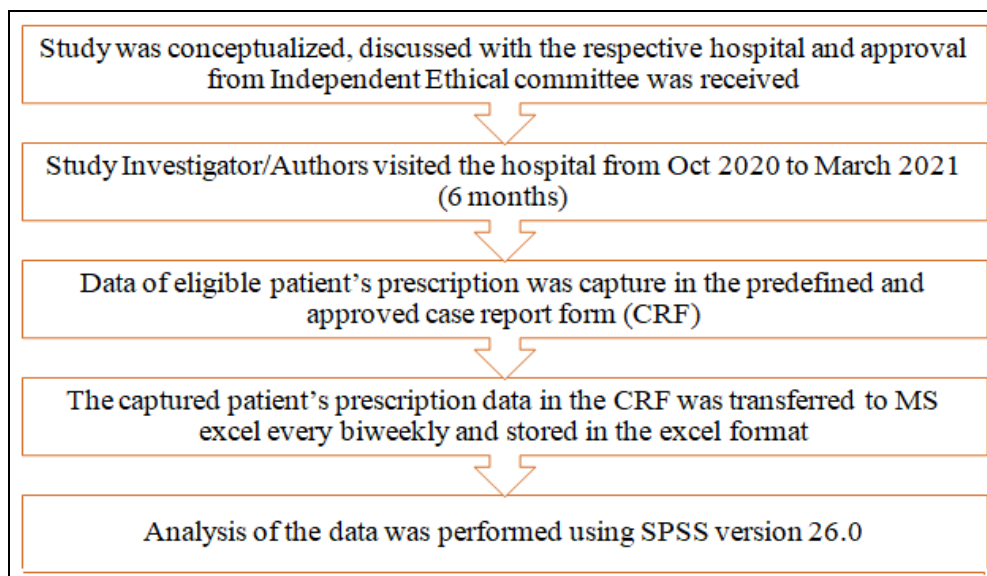 Study was conceptualized, discussed with the respective hospital and approval
from Independent Ethical committee was received
Study Investigator/Authors visited the hospital from Oct 2020 to March 2021
(6 months)
Data of eligible patient's prescription was capture in the predefined and
approved case report form (CRF)
The captured patient's prescription data in the CRF was transferred to MS
excel every biweekly and stored in the excel format
Analysis of the data was performed using SPSS version 26.0